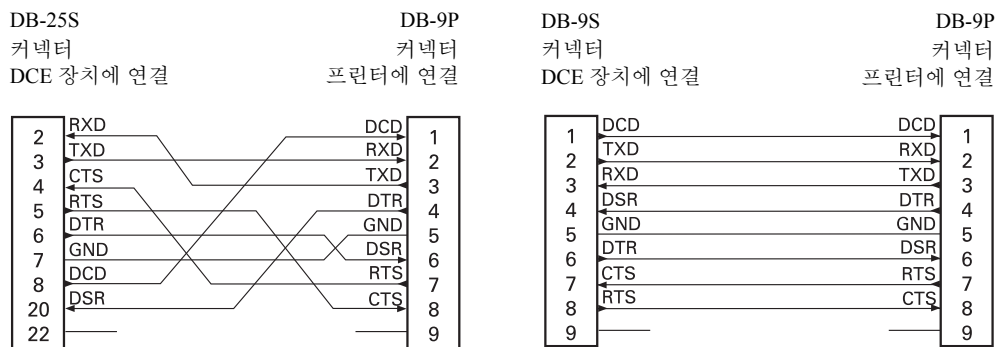 DB-25S DB-9P
커넥터 커넥터
DCE 장치에 연결 프린터에 연결
2 RXD DCD 1
3 TXD RXD 2
4 CTS TXD 3
5 RTS DTR 4
6 DTR GND 5
7 GND DSR 6
8 DCD RTS 7
20 DSR CTS 8
22 9
DB-9S DB-9P
커넥터 커넥터
DCE 장치에 연결 프린터에 연결
1 DCD DCD 1
2 TXD RXD 2
3 RXD TXD 3
4 DSR DTR 4
5 GND GND 5
6 DTR DSR 6
7 CTS RTS 7
8 RTS CTS 8
9 9